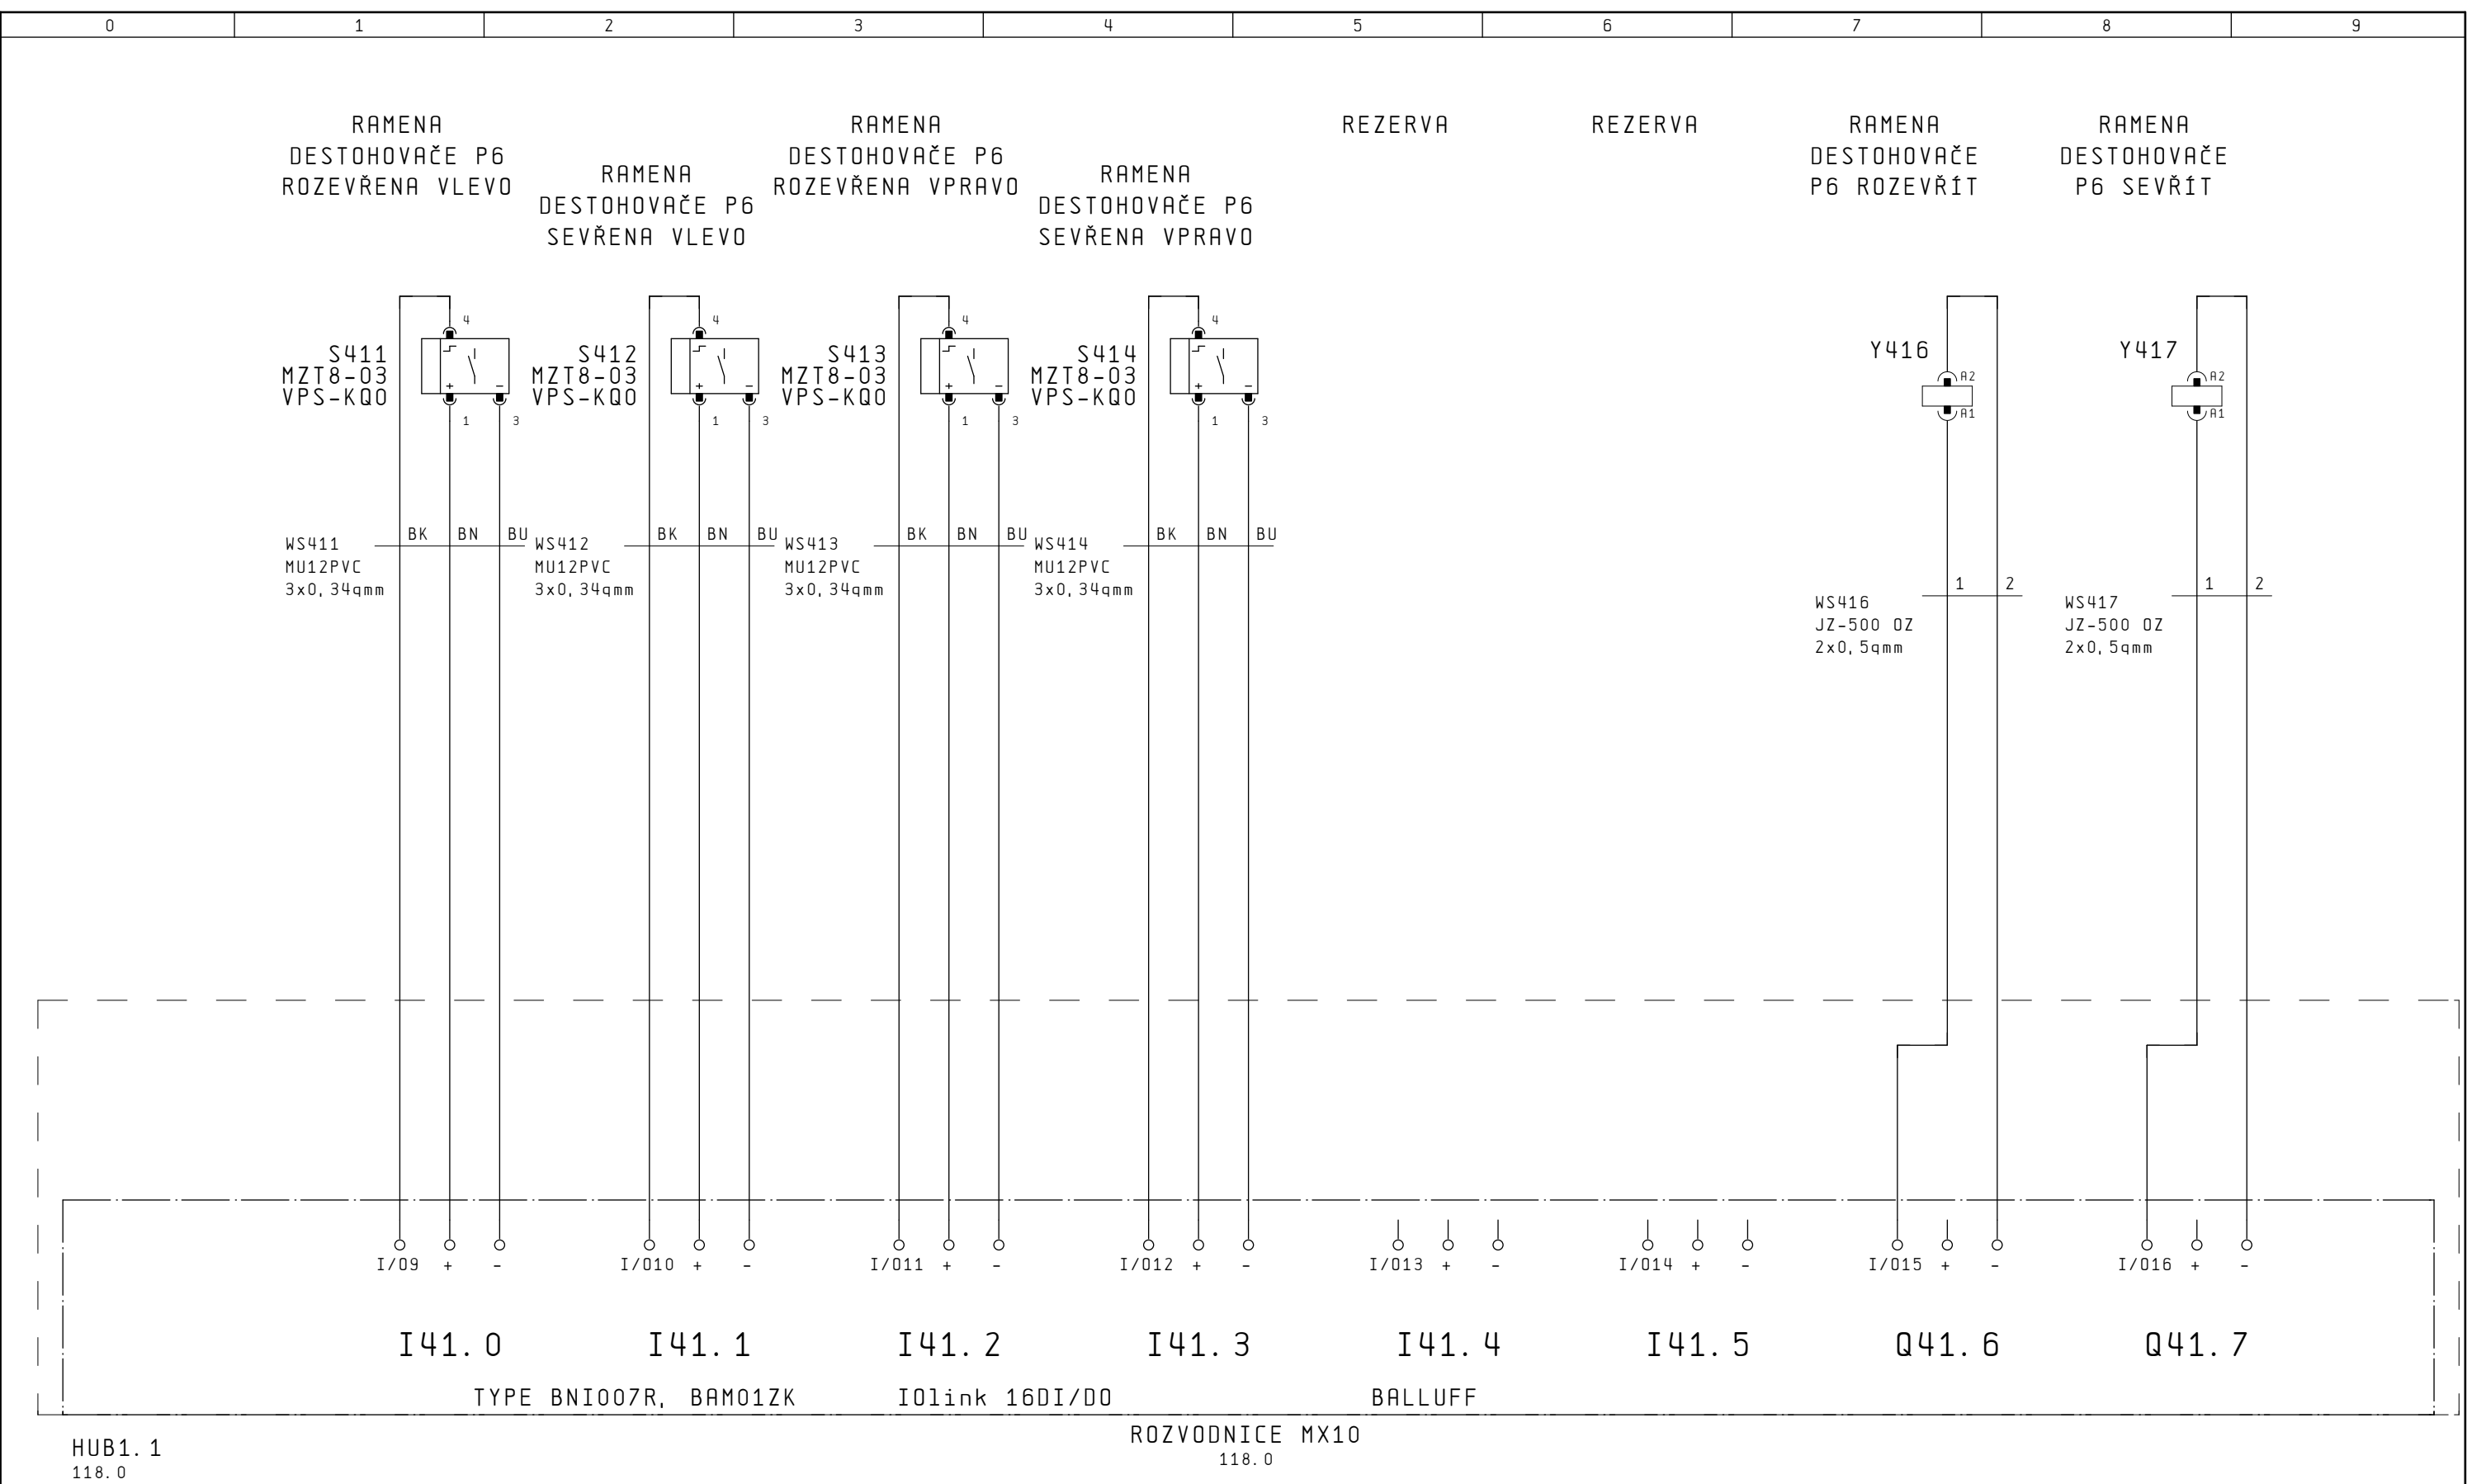 0 1 2 3 4 5 6 7 8 9
RAMENA
DESTOHOVAČE P6
ROZEVŘENA VLEVO
RAMENA
DESTOHOVAČE P6
SEVŘENA VLEVO
RAMENA
DESTOHOVAČE P6
ROZEVŘENA VPRAVO
RAMENA
DESTOHOVAČE P6
SEVŘENA VPRAVO
REZERVA
REZERVA
RAMENA
DESTOHOVAČE
P6 ROZEVŘÍT
RAMENA
DESTOHOVAČE
P6 SEVŘÍT
S411
MZT8-03
VPS-KQ0
4
+ -
1 3
S412
MZT8-03
VPS-KQ0
4
+ -
1 3
S413
MZT8-03
VPS-KQ0
4
+ -
1 3
S414
MZT8-03
VPS-KQ0
4
+ -
1 3
Y416
A2
A1
Y417
A2
A1
WS411
MU12PVC
3x0,34qmm
BK BN BU
WS412
MU12PVC
3x0,34qmm
BK BN BU
WS413
MU12PVC
3x0,34qmm
BK BN BU
WS414
MU12PVC
3x0,34qmm
BK BN BU
WS416
JZ-500 OZ
2x0,5qmm
1 2
WS417
JZ-500 OZ
2x0,5qmm
1 2
I/O9 + -
I/O10 + -
I/O11 + -
I/O12 + -
I/O13 + -
I/O14 + -
I/O15 + -
I/O16 + -
I41.0 I41.1 I41.2 I41.3 I41.4 I41.5 Q41.6 Q41.7
TYPE BNI007R, BAM01ZK IOlink 16DI/DO BALLUFF
ROZVODNICE MX10
118.0
HUB1.1
118.0